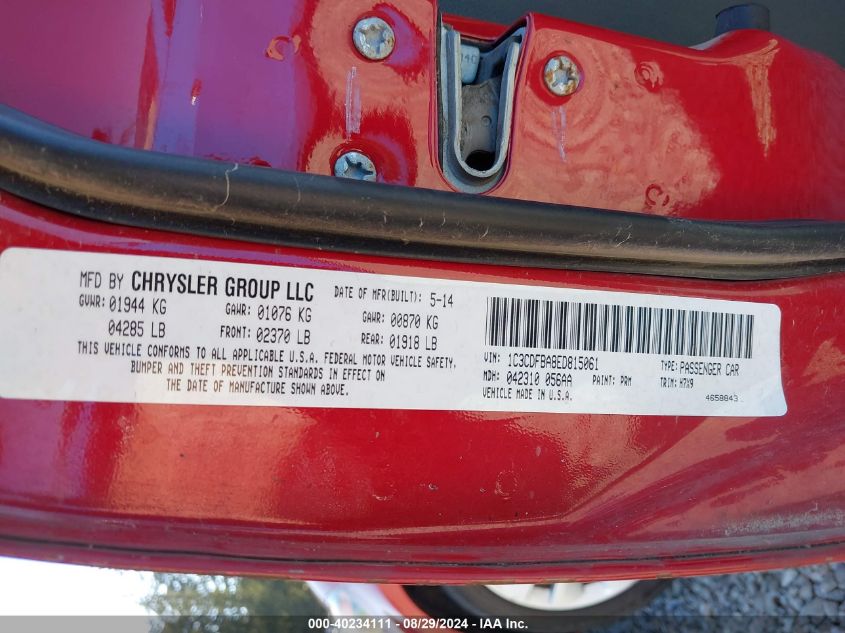 MFD BY CHRYSLER GROUP LLC DATE OF MFR(BUILT): 5-14
GVWR: 01944 KG GAWR: 01076 KG GAWR: 00870 KG
04285 LB FRONT: 02370 LB REAR: 01918 LB
THIS VEHICLE CONFORMS TO ALL APPLICABLE U.S.A. FEDERAL MOTOR VEHICLE SAFETY,
BUMPER AND THEFT PREVENTION STANDARDS IN EFFECT ON
THE DATE OF MANUFACTURE SHOWN ABOVE.
VIN: 1C3CDFBA8ED815061 TYPE: PASSENGER CAR
MDH: 042310 056AA PAINT: PRM TRIM: H7X9
VEHICLE MADE IN U.S.A. 4658843
000-40234111 - 08/29/2024 - IAA Inc.